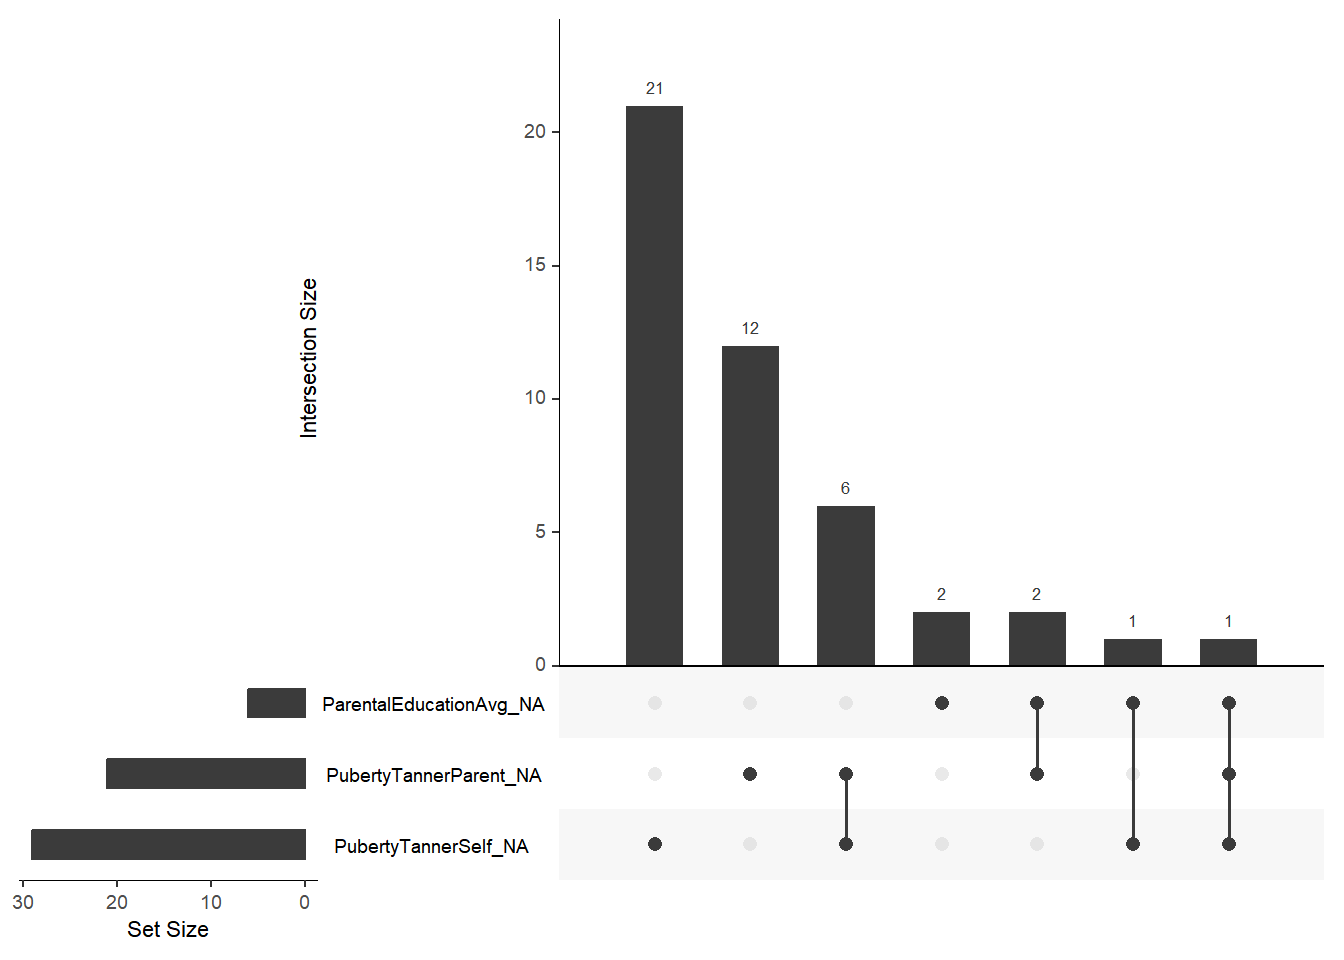 21
20
15
12
10
6
5
2
2
1
1
0
Intersection Size
ParentalEducationAvg_NA
PubertyTannerParent_NA
PubertyTannerSelf_NA
30 20 10 0
Set Size